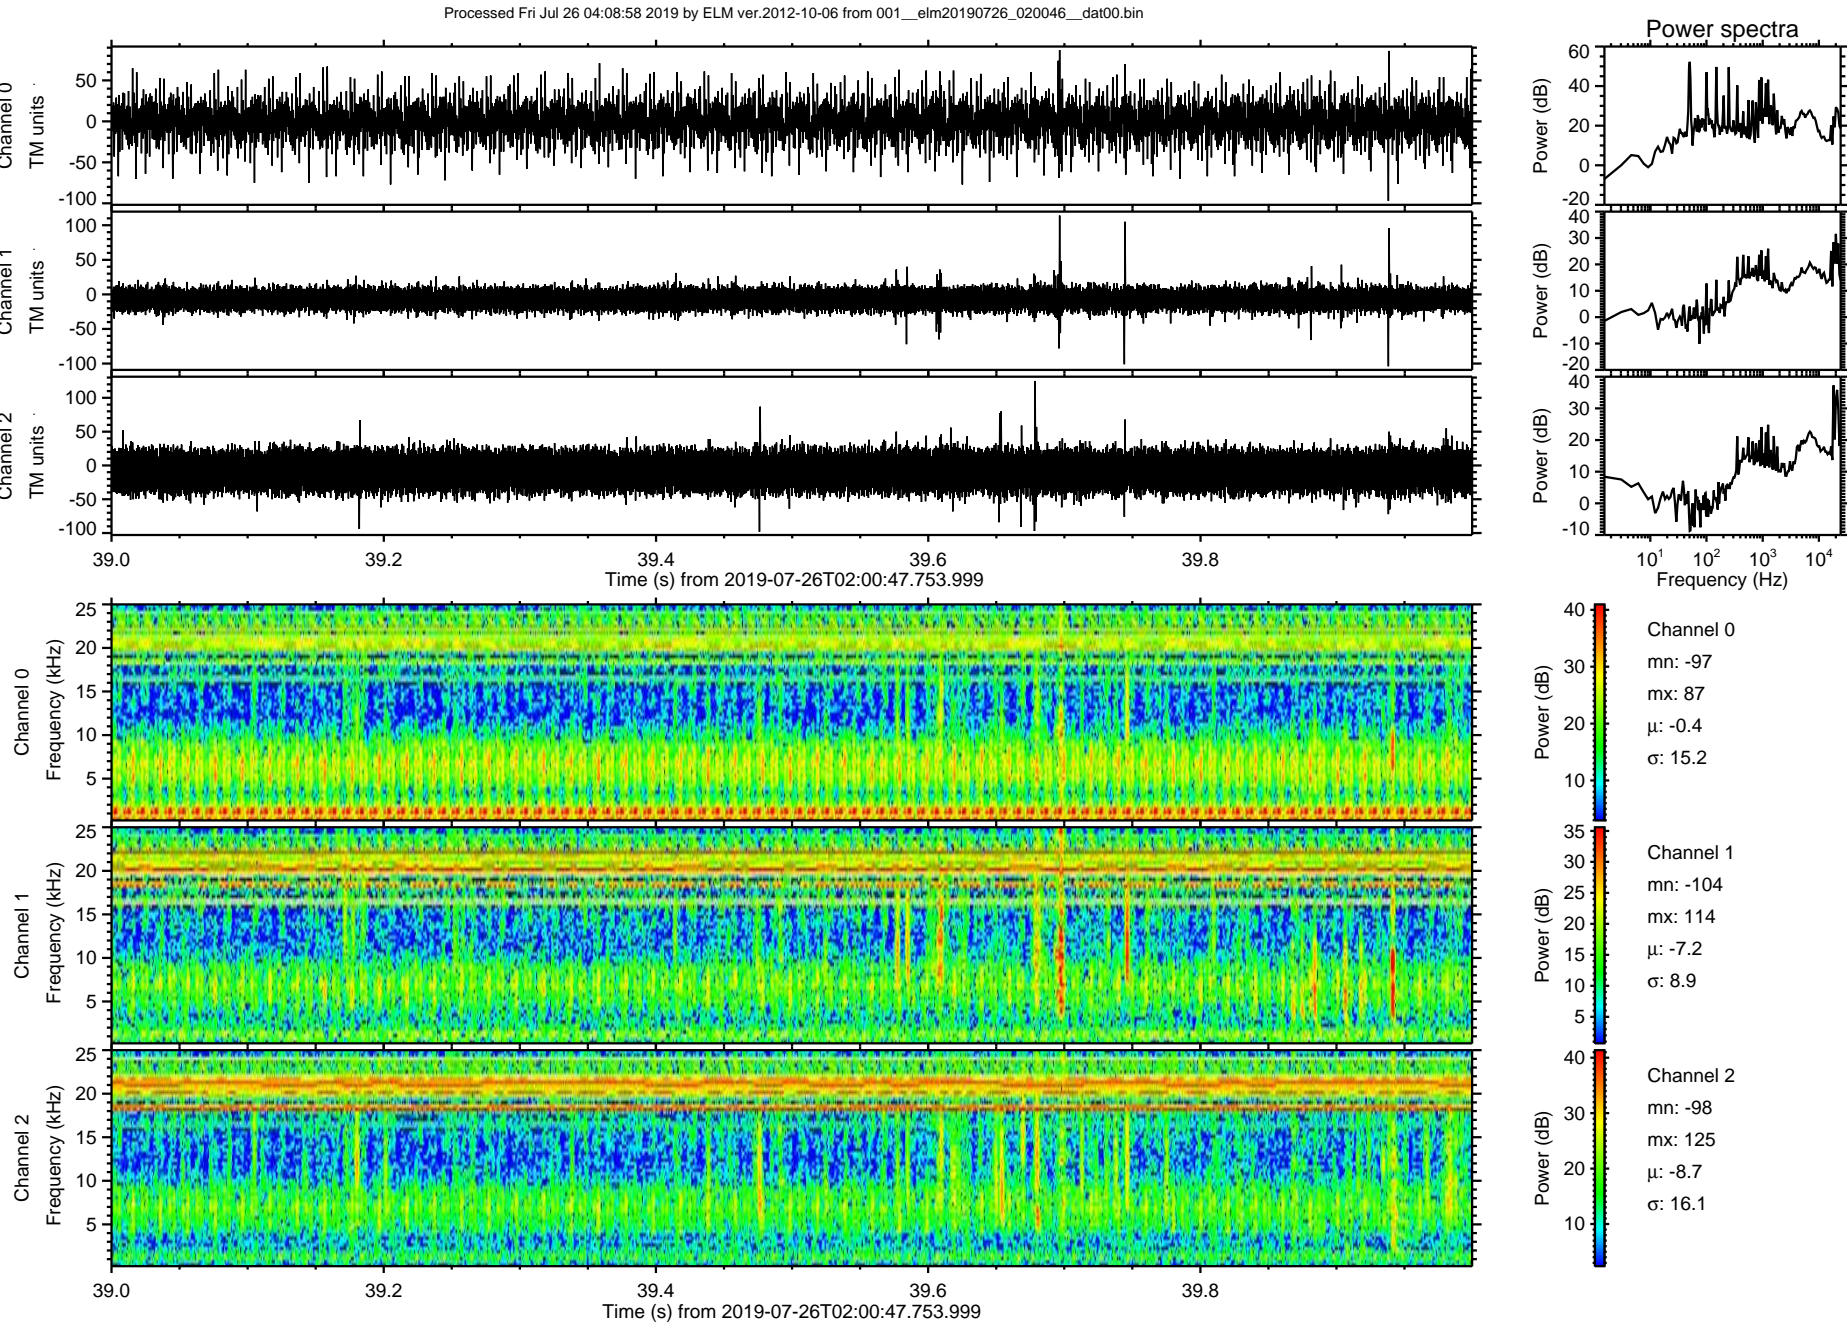 Processed Fri Jul 26 04:08:58 2019 by ELM ver.2012-10-06 from 001__elm20190726_020046__dat00.bin
Power spectra
Channel 0
TM units
50
0
-50
-100
Power (dB)
60
40
20
0
-20
Channel 1
TM units
100
50
0
-50
-100
Power (dB)
40
30
20
10
0
-10
-20
Channel 2
TM units
100
50
0
-50
-100
Power (dB)
40
30
20
10
0
-10
39.0 39.2 39.4 39.6 39.8
Time (s) from 2019-07-26T02:00:47.753.999
10^1 10^2 10^3 10^4
Frequency (Hz)
Channel 0
Frequency (kHz)
25
20
15
10
5
Power (dB)
40
30
20
10
Channel 0
mn: -97
mx: 87
μ: -0.4
σ: 15.2
Channel 1
Frequency (kHz)
25
20
15
10
5
Power (dB)
35
30
25
20
15
10
5
Channel 1
mn: -104
mx: 114
μ: -7.2
σ: 8.9
Channel 2
Frequency (kHz)
25
20
15
10
5
Power (dB)
40
30
20
10
Channel 2
mn: -98
mx: 125
μ: -8.7
σ: 16.1
39.0 39.2 39.4 39.6 39.8
Time (s) from 2019-07-26T02:00:47.753.999